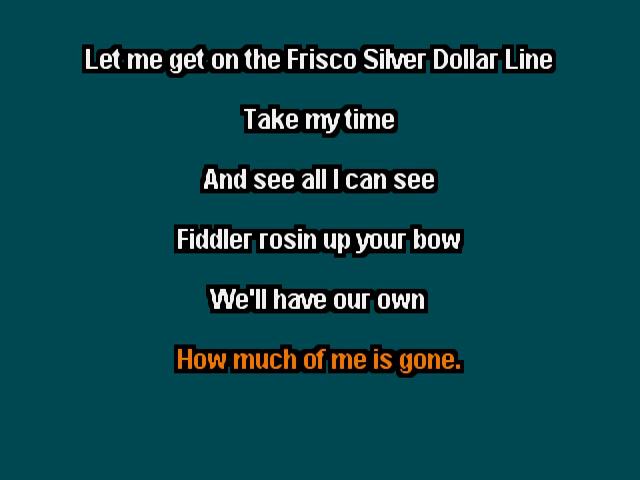 Let me get on the Frisco Silver Dollar Line
Take my time
And see all I can see
Fiddler rosin up your bow
We'll have our own
How much of me is gone.